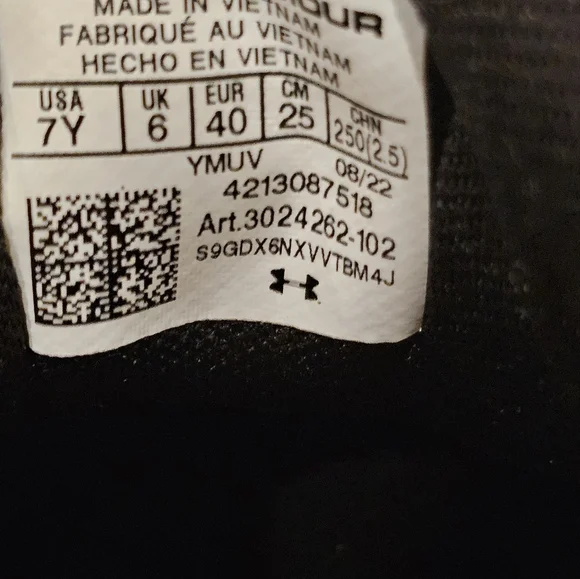 MADE IN VIETNAM
FABRIQUÉ AU VIETNAM
HECHO EN VIETNAM
USA UK EUR CM CHN
7Y 6 40 25 250(2.5)
YMUV 08/22
4213087518
Art.3024262-102
S9GDX6NXVVTBM4J